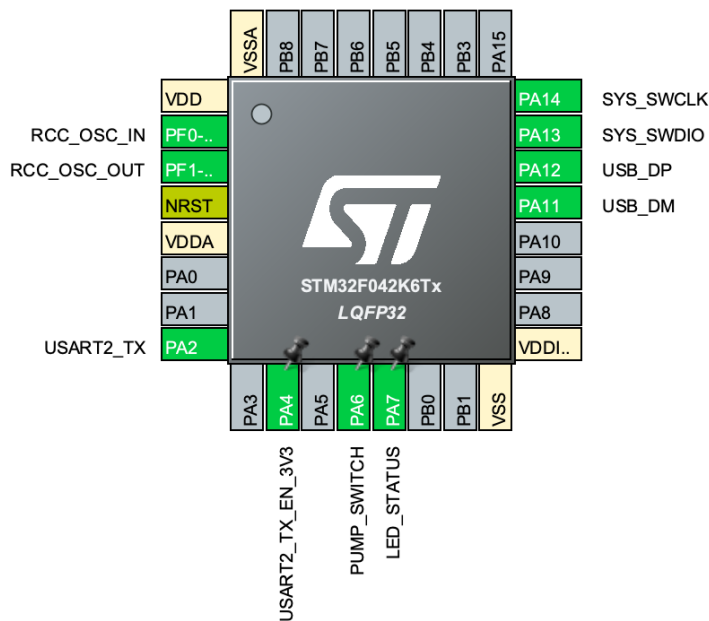 VSSA
PB8
PB7
PB6
PB5
PB4
PB3
PA15
VDD
PA14 SYS_SWCLK
RCC_OSC_IN PF0-..
PA13 SYS_SWDIO
RCC_OSC_OUT PF1-..
PA12 USB_DP
NRST
PA11 USB_DM
VDDA
PA10
PA0
PA9
PA1
PA8
USART2_TX PA2
VDDI..
ST
STM32F042K6Tx
LQFP32
PA3
PA4
PA5
PA6
PA7
PB0
PB1
VSS
USART2_TX_EN_3V3
PUMP_SWITCH
LED_STATUS